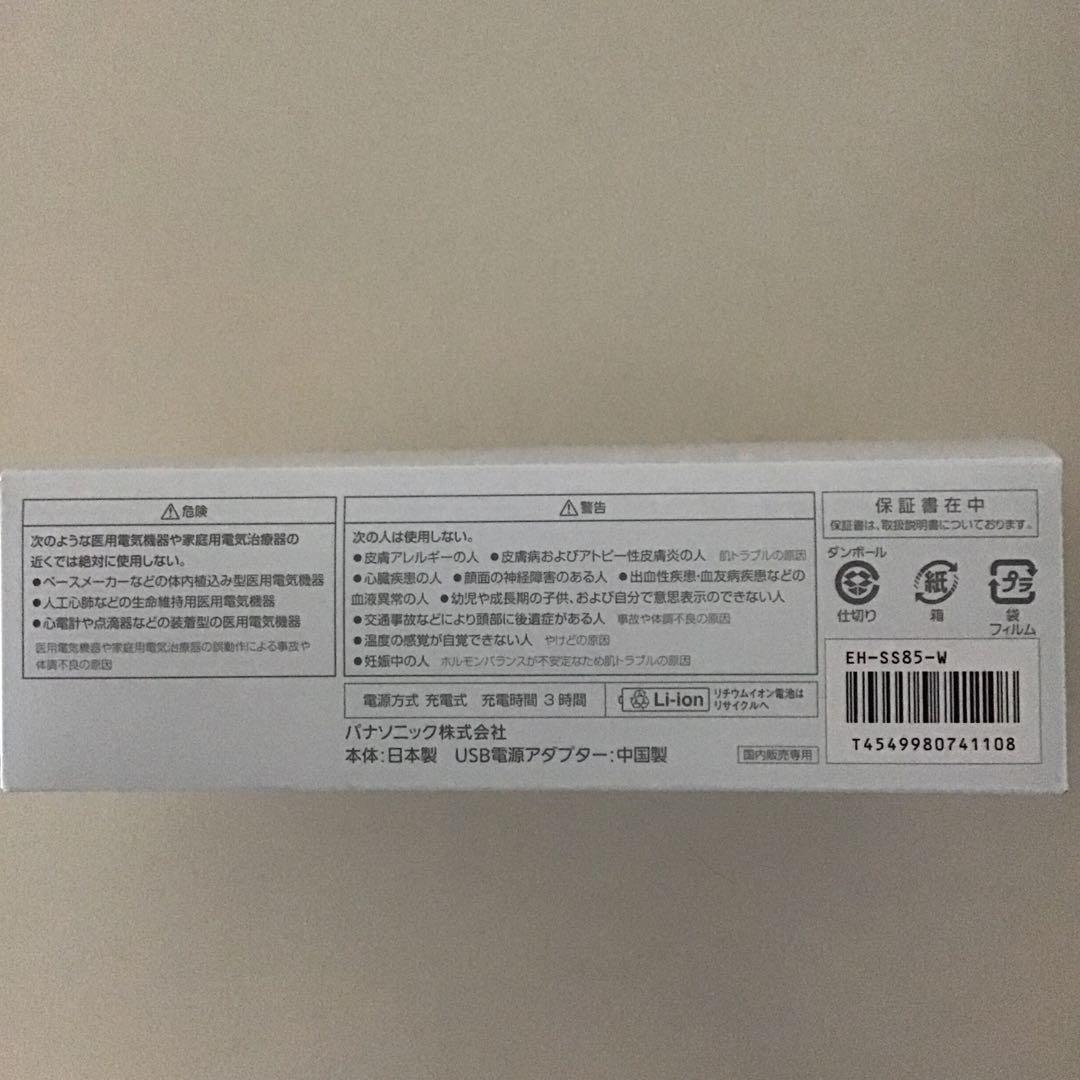 ⚠危険
次のような医用電気機器や家庭用電気治療器の
近くでは絶対に使用しない。
●ペースメーカーなどの体内植込み型医用電気機器
●人工心肺などの生命維持用医用電気機器
●心電計や点滴器などの装着型の医用電気機器
医用電気機器や家庭用電気治療器の誤動作による事故や
体調不良の原因
⚠警告
次の人は使用しない。
●皮膚アレルギーの人 ●皮膚病およびアトピー性皮膚炎の人 肌トラブルの原因
●心臓疾患の人 ●顔面の神経障害のある人 ●出血性疾患・血友病疾患などの
血液異常の人 ●幼児や成長期の子供、および自分で意思表示のできない人
●交通事故などにより頭部に後遺症がある人 事故や体調不良の原因
●温度の感覚が自覚できない人 やけどの原因
●妊娠中の人 ホルモンバランスが不安定なため肌トラブルの原因
電源方式 充電式 充電時間 3時間
Li-ion
リチウムイオン電池は
リサイクルへ
パナソニック株式会社
本体:日本製 USB電源アダプター:中国製
国内販売専用
保証書在中
保証書は、取扱説明書についております。
ダンボール
仕切り
紙
箱
プラ
袋
フィルム
EH-SS85-W
T4549980741108